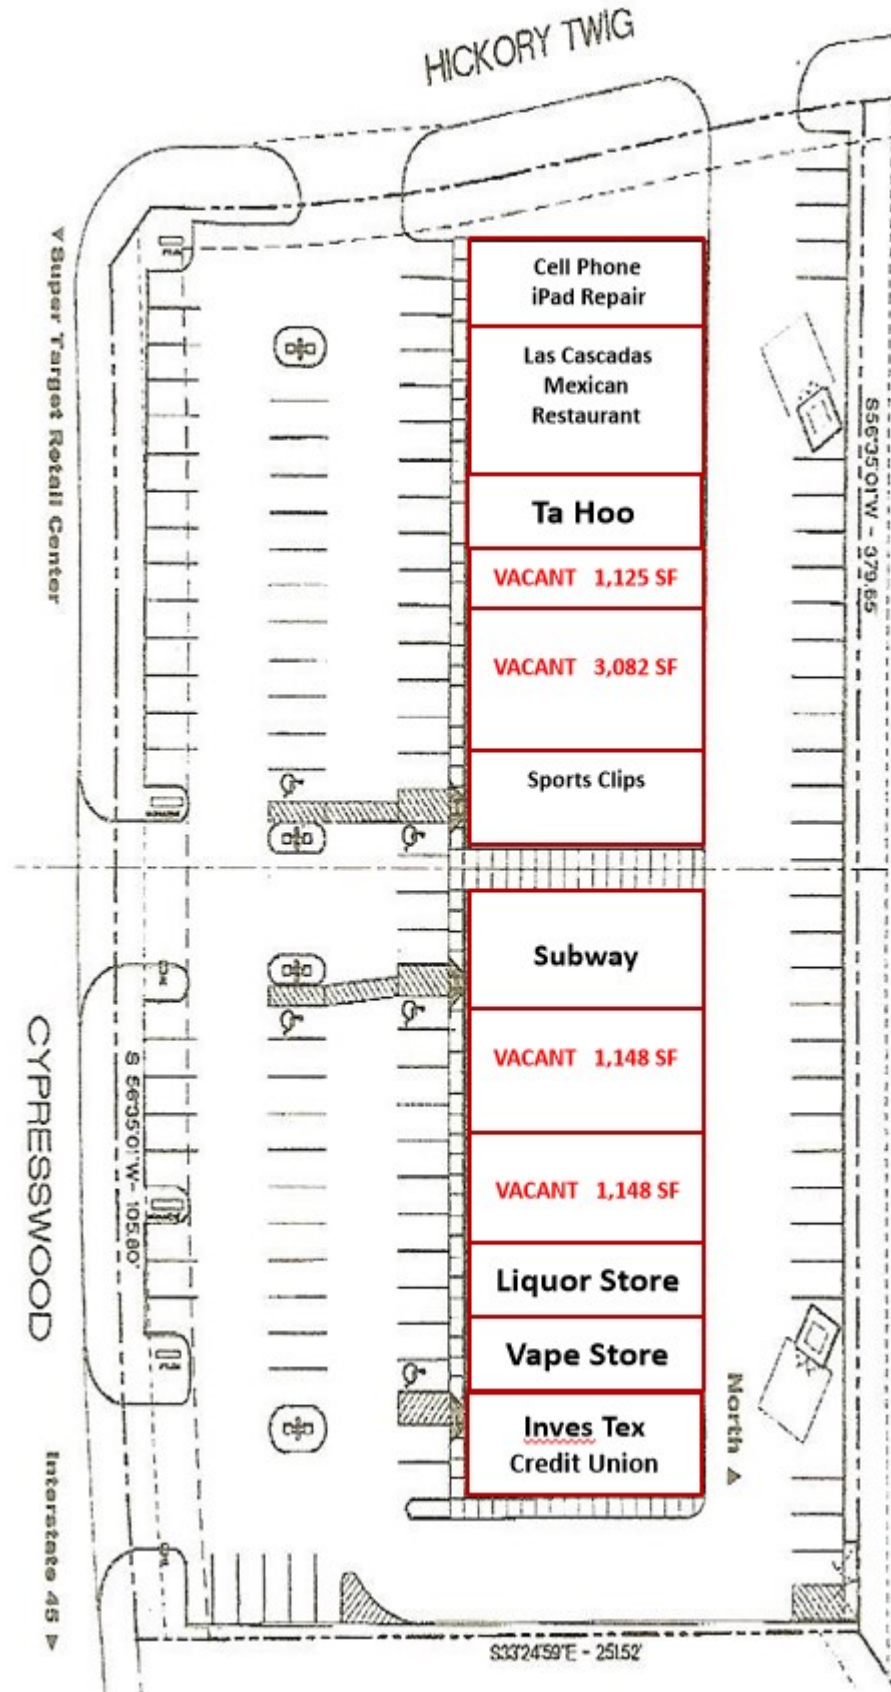 HICKORY TWIG
Super Target Retail Center
Cell Phone
iPad Repair
Las Cascadas
Mexican
Restaurant
Ta Hoo
VACANT 1,125 SF
VACANT 3,082 SF
Sports Clips
S56°35'01"W - 379.65
Subway
VACANT 1,148 SF
VACANT 1,148 SF
Liquor Store
Vape Store
Inves Tex
Credit Union
North
CYPRESSWOOD
S 56°35'01"W- 105.80'
Interstate 45
S33°24'59"E - 251.52'